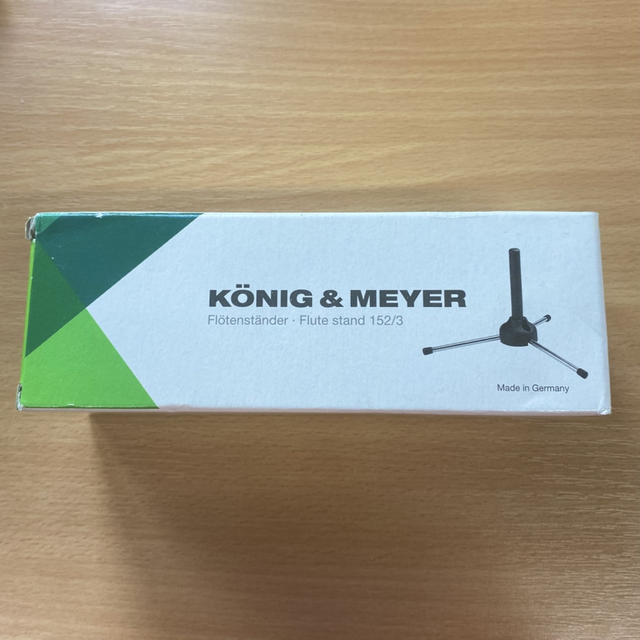 KÖNIG & MEYER
Flötenständer · Flute stand 152/3
Made in Germany